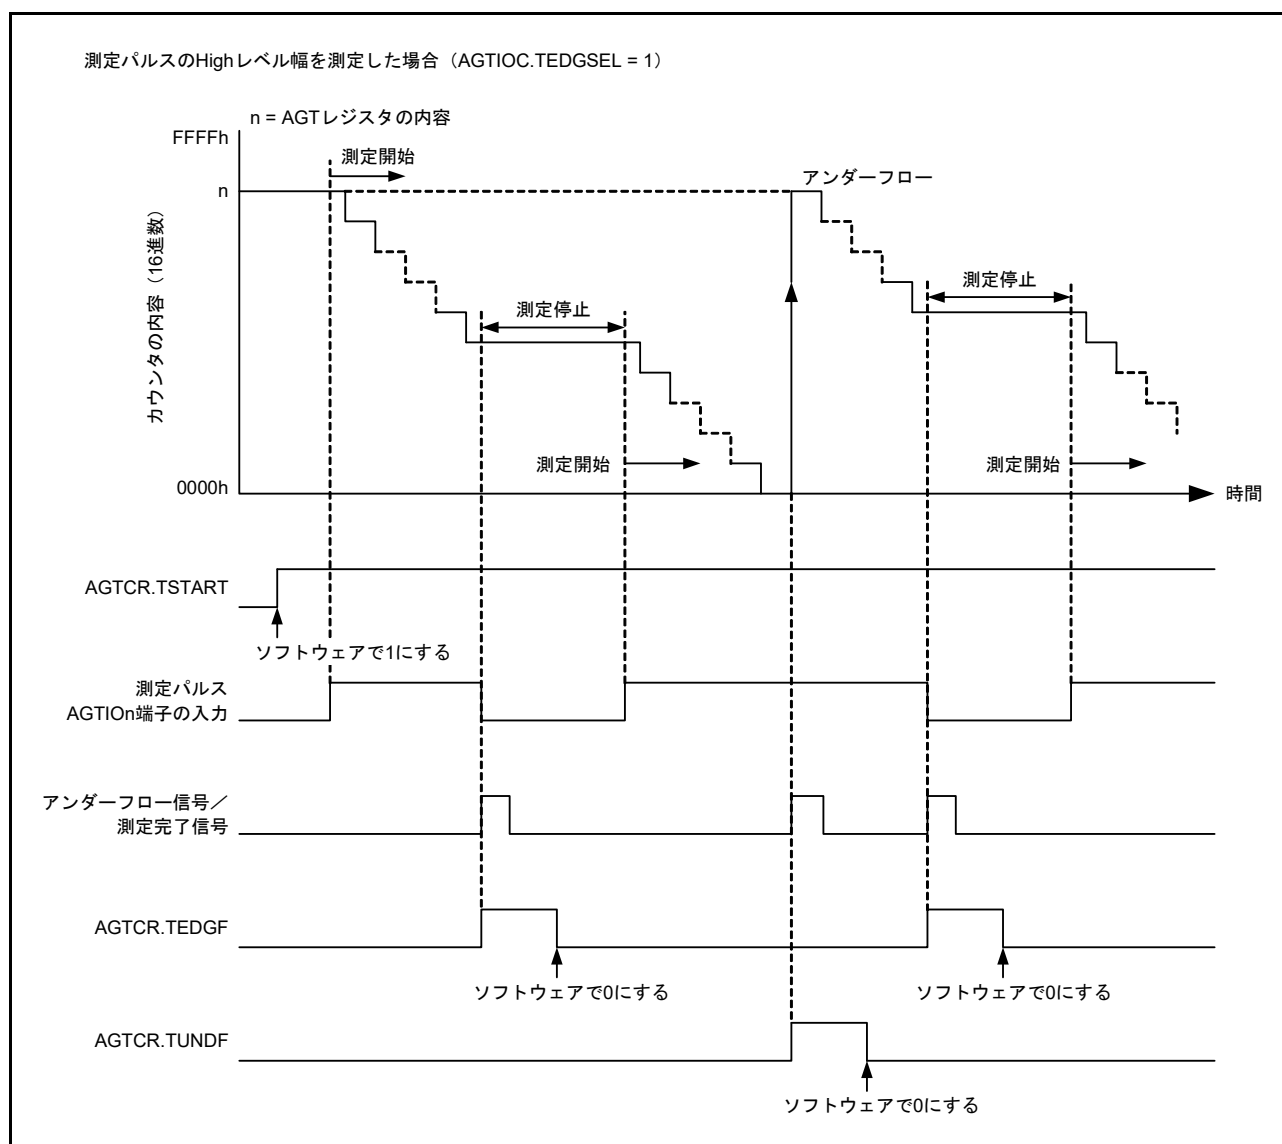 測定パルスのHighレベル幅を測定した場合（AGTIOC.TEDGSEL = 1）
n = AGTレジスタの内容
FFFFh
測定開始
n
アンダーフロー
カウンタの内容（16進数）
測定停止
測定停止
測定開始
測定開始
0000h
時間
AGTCR.TSTART
ソフトウェアで1にする
測定パルス
AGTIOn端子の入力
アンダーフロー信号／
測定完了信号
AGTCR.TEDGF
ソフトウェアで0にする
ソフトウェアで0にする
AGTCR.TUNDF
ソフトウェアで0にする